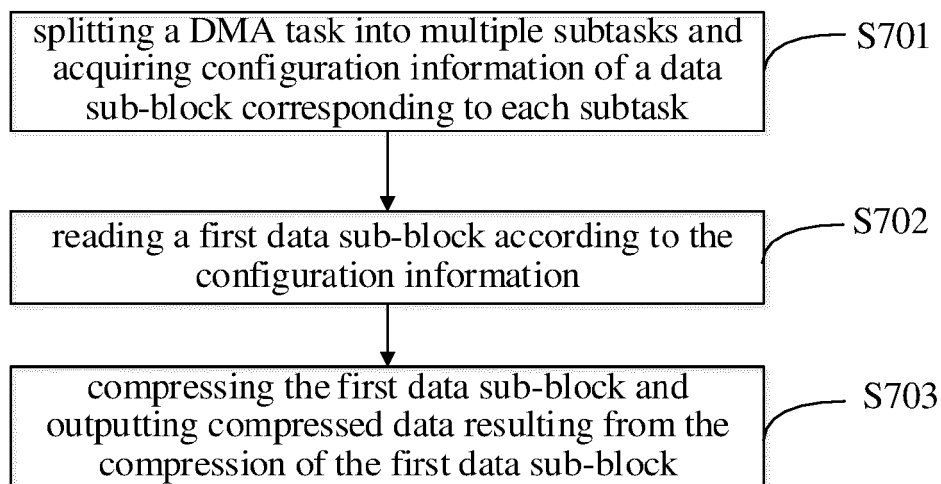 splitting a DMA task into multiple subtasks and
acquiring configuration information of a data
sub-block corresponding to each subtask
S701
reading a first data sub-block according to the
configuration information
S702
compressing the first data sub-block and
outputting compressed data resulting from the
compression of the first data sub-block
S703